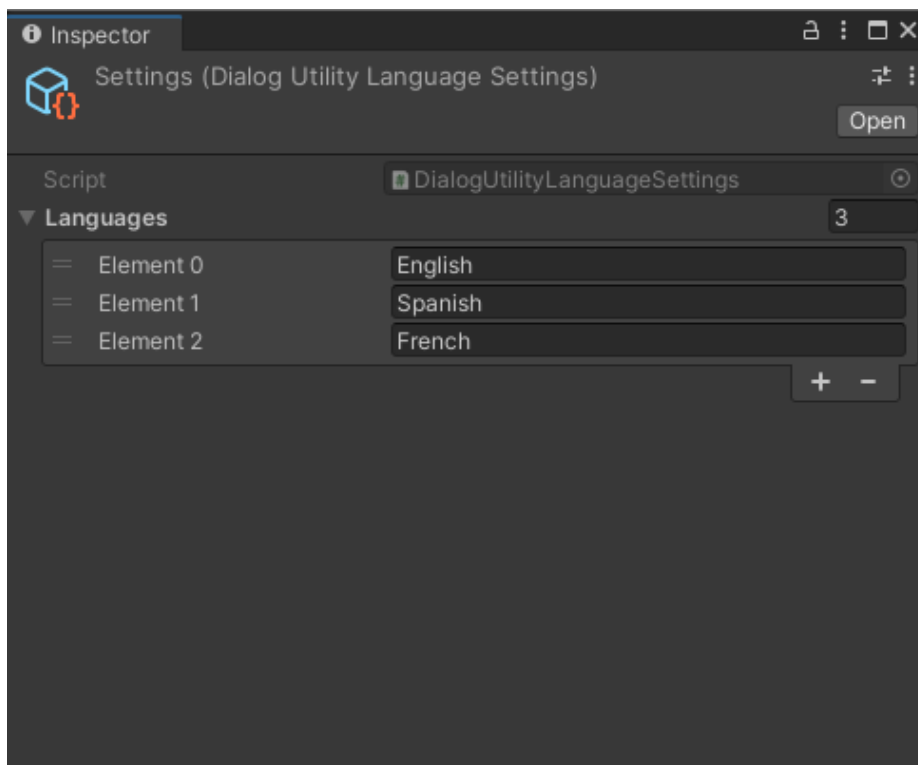 Inspector
Settings (Dialog Utility Language Settings)
Open
Script DialogUtilityLanguageSettings
Languages 3
Element 0 English
Element 1 Spanish
Element 2 French
+ -